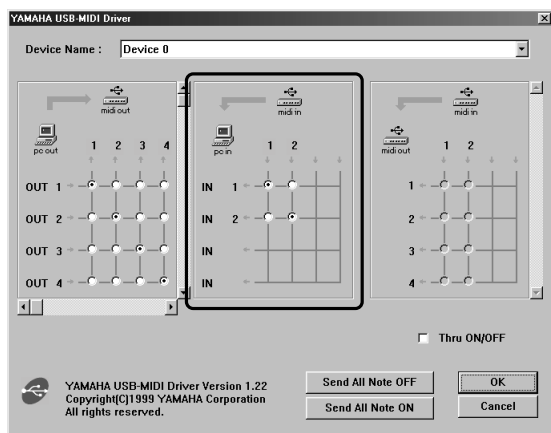 YAMAHA USB-MIDI Driver
Device Name : Device 0
midi out
pc out
1 2 3 4
OUT 1
OUT 2
OUT 3
OUT 4
midi in
pc in
1 2
IN 1
IN 2
IN
IN
midi in
midi out
1 2
1
2
3
4
Thru ON/OFF
YAMAHA USB-MIDI Driver Version 1.22
Copyright(C)1999 YAMAHA Corporation
All rights reserved.
Send All Note OFF
Send All Note ON
OK
Cancel